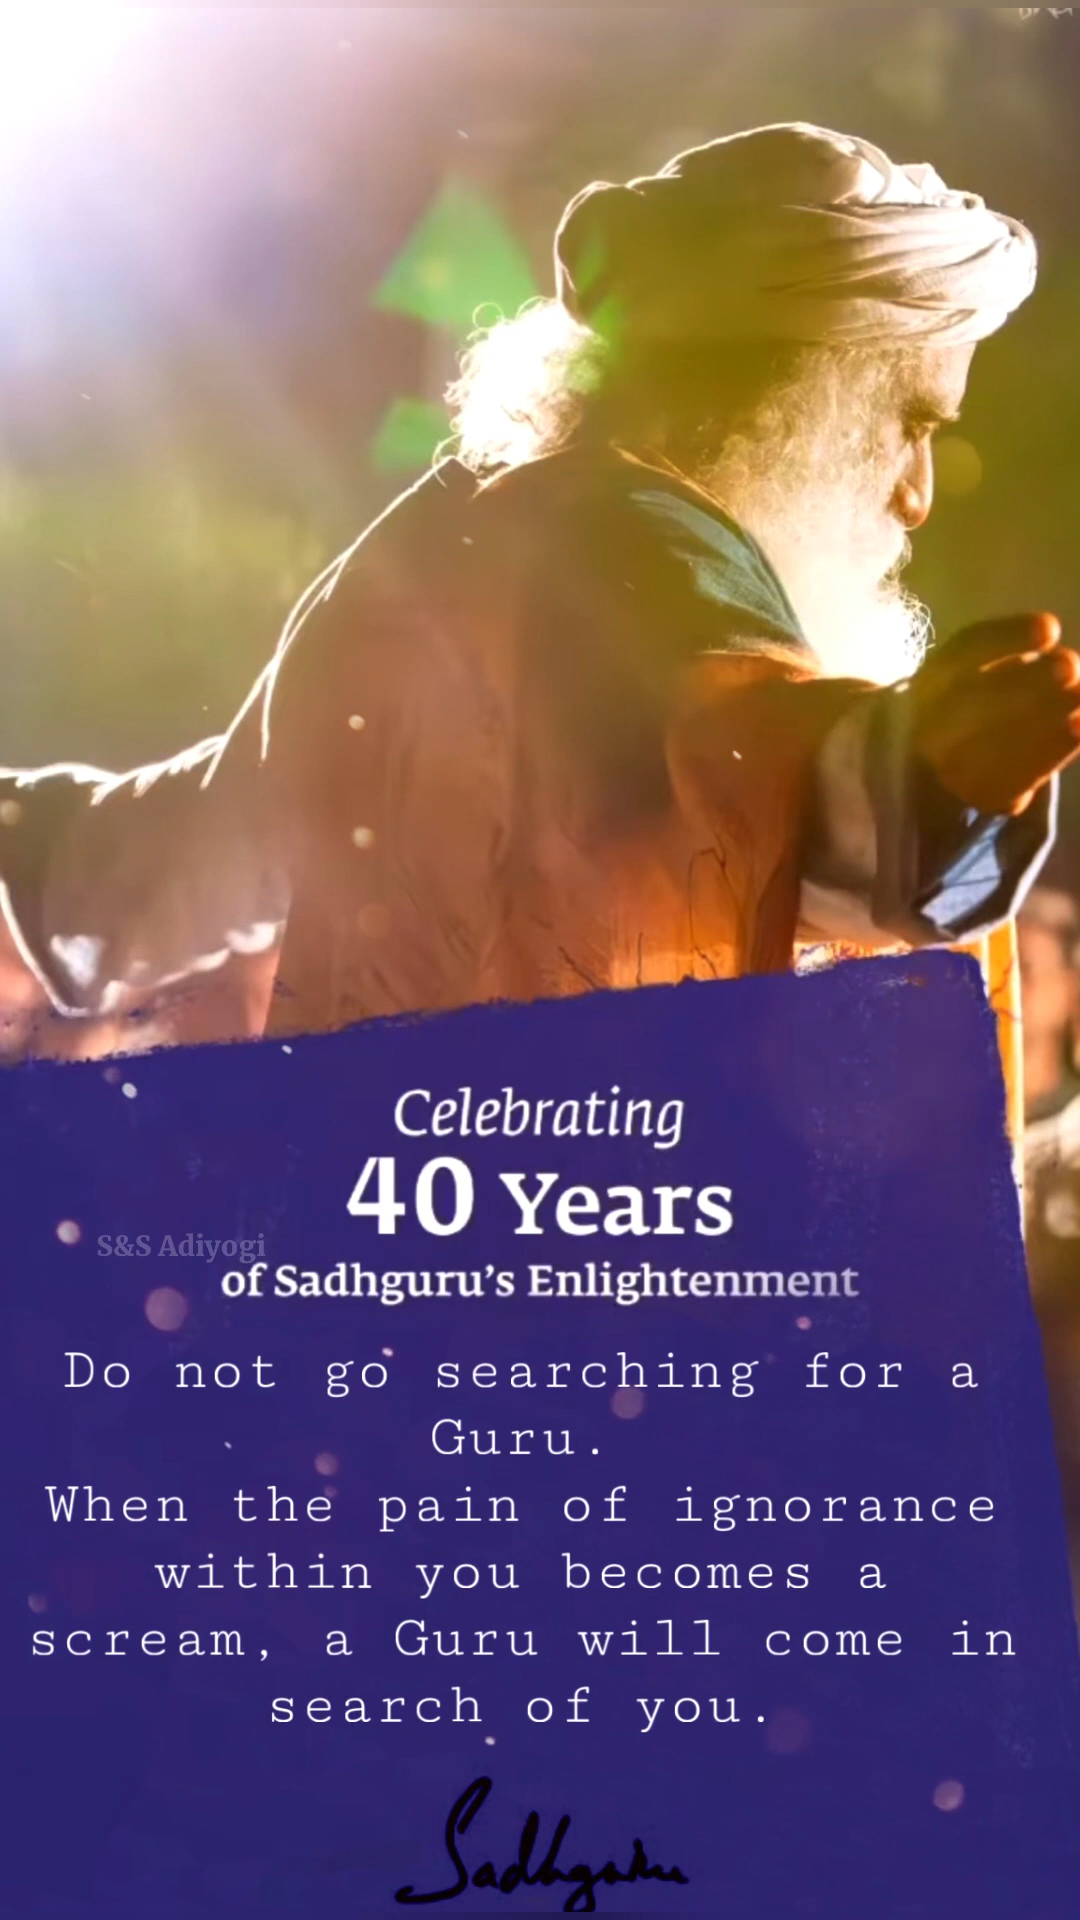 Celebrating
40 Years
S&S Adiyogi
of Sadhguru's Enlightenment
Do not go searching for a
Guru.
When the pain of ignorance
within you becomes a
scream, a Guru will come in
search of you.
Sadhguru